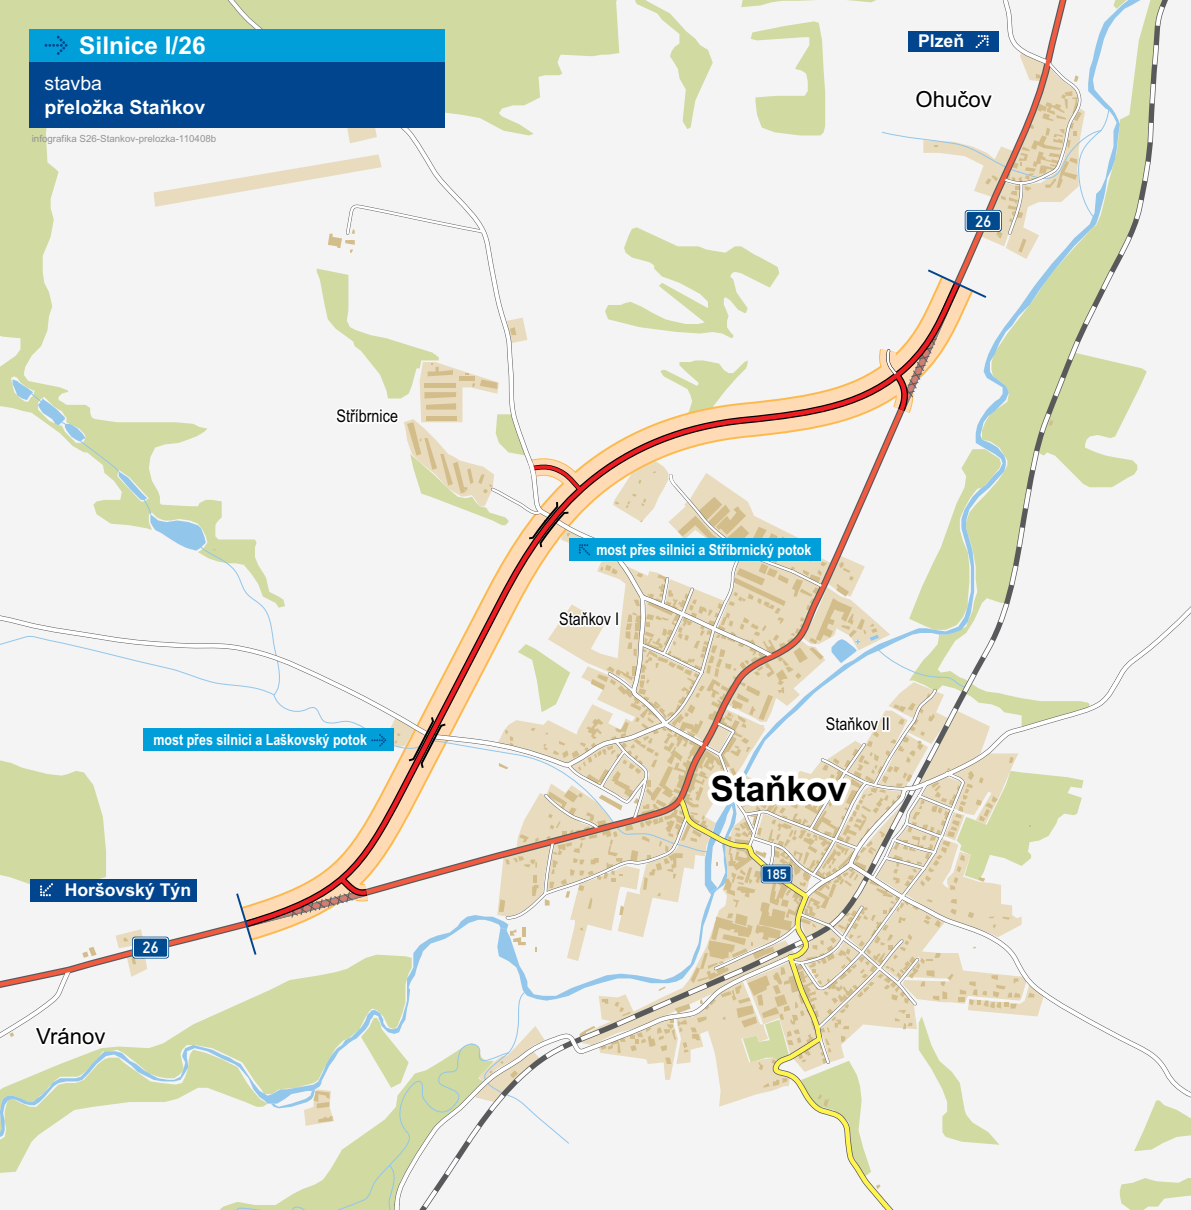 Silnice I/26
stavba
přeložka Staňkov
infografika S26-Stankov-prelozka-110408b
Plzeň
Ohučov
26
Stříbrnice
most přes silnici a Stříbrnický potok
Staňkov I
Staňkov II
most přes silnici a Laškovský potok
Staňkov
185
Horšovský Týn
26
Vránov